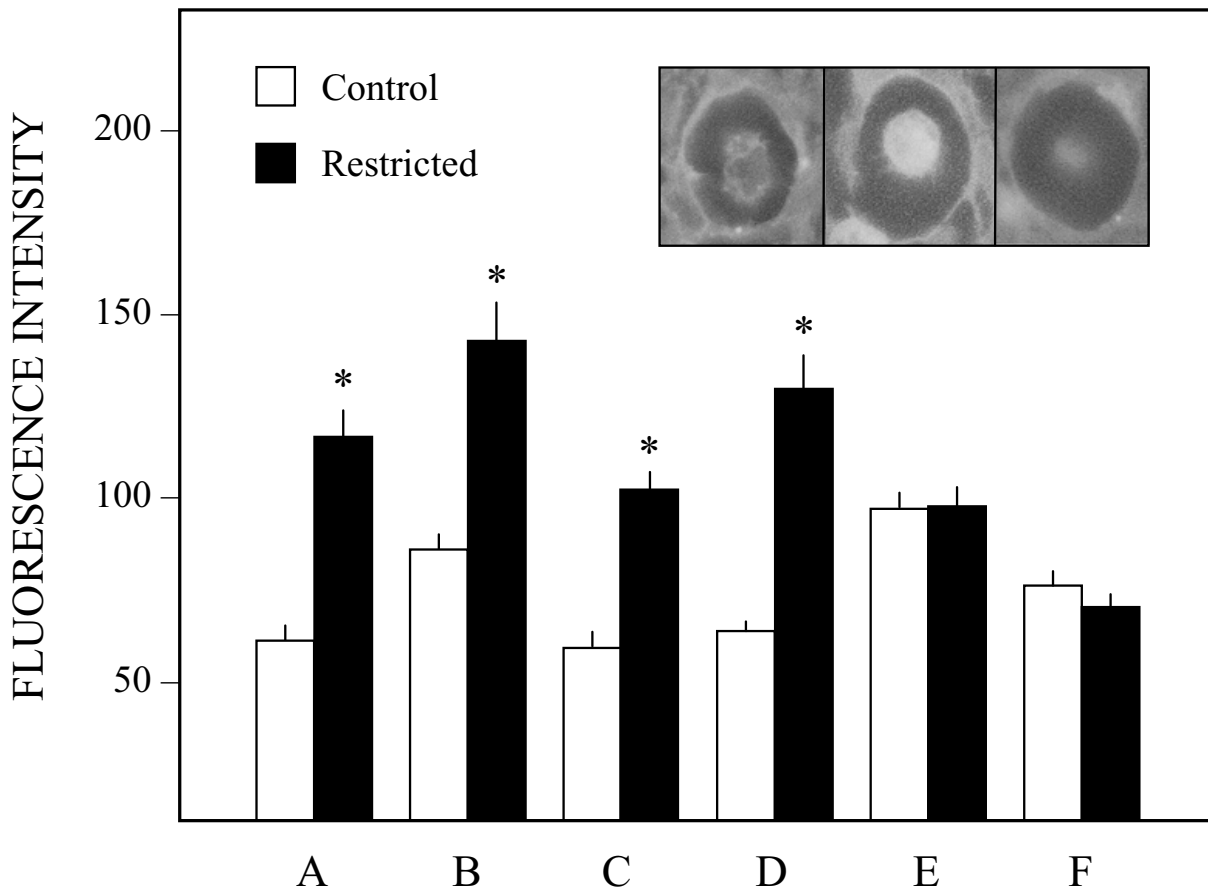 FLUORESCENCE INTENSITY
200
150
100
50
Control
Restricted
*
*
*
*
A B C D E F